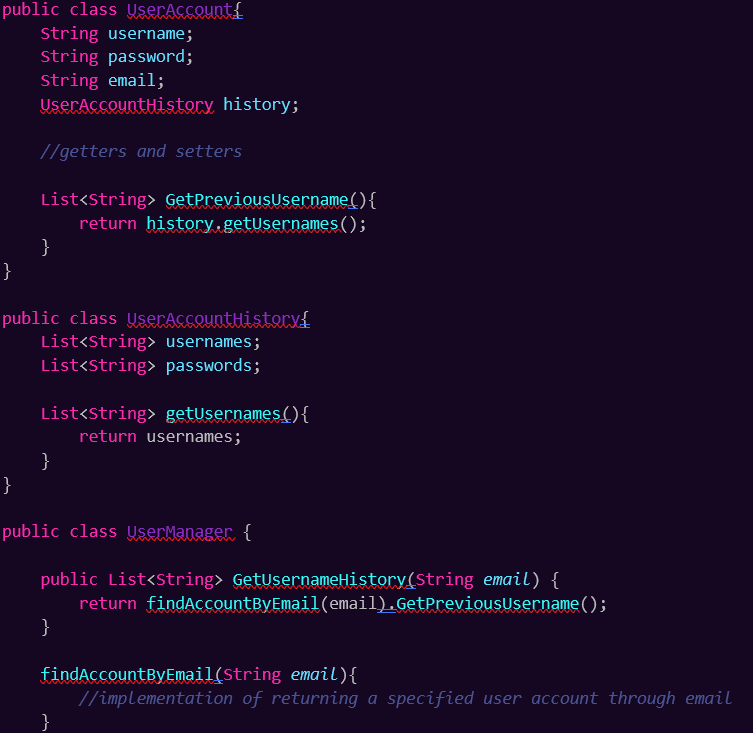 public class UserAccount{
    String username;
    String password;
    String email;
    UserAccountHistory history;

    //getters and setters

    List<String> GetPreviousUsername(){
        return history.getUsernames();
    }
}

public class UserAccountHistory{
    List<String> usernames;
    List<String> passwords;

    List<String> getUsernames(){
        return usernames;
    }
}

public class UserManager {

    public List<String> GetUsernameHistory(String email) {
        return findAccountByEmail(email).GetPreviousUsername();
    }

    findAccountByEmail(String email){
        //implementation of returning a specified user account through email
    }